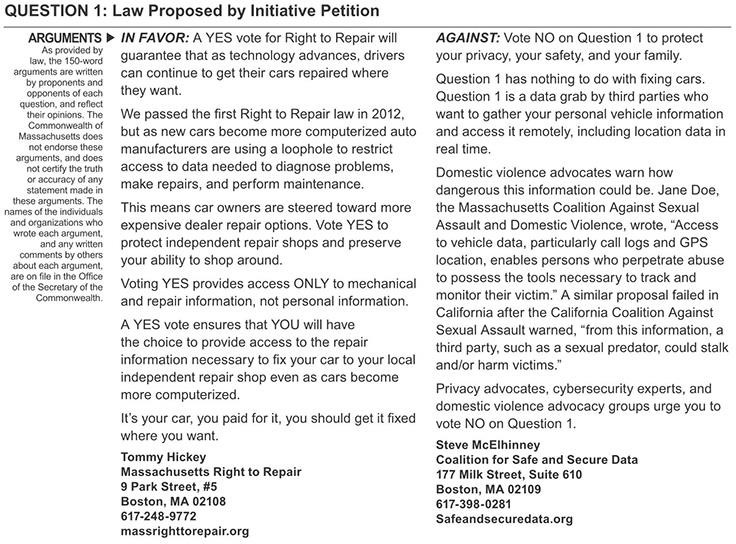 QUESTION 1: Law Proposed by Initiative Petition
ARGUMENTS ▶
As provided by
law, the 150-word
arguments are written
by proponents and
opponents of each
question, and reflect
their opinions. The
Commonwealth of
Massachusetts does
not endorse these
arguments, and does
not certify the truth
or accuracy of any
statement made in
these arguments. The
names of the individuals
and organizations who
wrote each argument,
and any written
comments by others
about each argument,
are on file in the Office
of the Secretary of the
Commonwealth.
IN FAVOR: A YES vote for Right to Repair will
guarantee that as technology advances, drivers
can continue to get their cars repaired where
they want.
We passed the first Right to Repair law in 2012,
but as new cars become more computerized auto
manufacturers are using a loophole to restrict
access to data needed to diagnose problems,
make repairs, and perform maintenance.
This means car owners are steered toward more
expensive dealer repair options. Vote YES to
protect independent repair shops and preserve
your ability to shop around.
Voting YES provides access ONLY to mechanical
and repair information, not personal information.
A YES vote ensures that YOU will have
the choice to provide access to the repair
information necessary to fix your car to your local
independent repair shop even as cars become
more computerized.
It’s your car, you paid for it, you should get it fixed
where you want.
Tommy Hickey
Massachusetts Right to Repair
9 Park Street, #5
Boston, MA 02108
617-248-9772
massrighttorepair.org
AGAINST: Vote NO on Question 1 to protect
your privacy, your safety, and your family.
Question 1 has nothing to do with fixing cars.
Question 1 is a data grab by third parties who
want to gather your personal vehicle information
and access it remotely, including location data in
real time.
Domestic violence advocates warn how
dangerous this information could be. Jane Doe,
the Massachusetts Coalition Against Sexual
Assault and Domestic Violence, wrote, “Access
to vehicle data, particularly call logs and GPS
location, enables persons who perpetrate abuse
to possess the tools necessary to track and
monitor their victim.” A similar proposal failed in
California after the California Coalition Against
Sexual Assault warned, “from this information, a
third party, such as a sexual predator, could stalk
and/or harm victims.”
Privacy advocates, cybersecurity experts, and
domestic violence advocacy groups urge you to
vote NO on Question 1.
Steve McElhinney
Coalition for Safe and Secure Data
177 Milk Street, Suite 610
Boston, MA 02109
617-398-0281
Safeandsecuredata.org